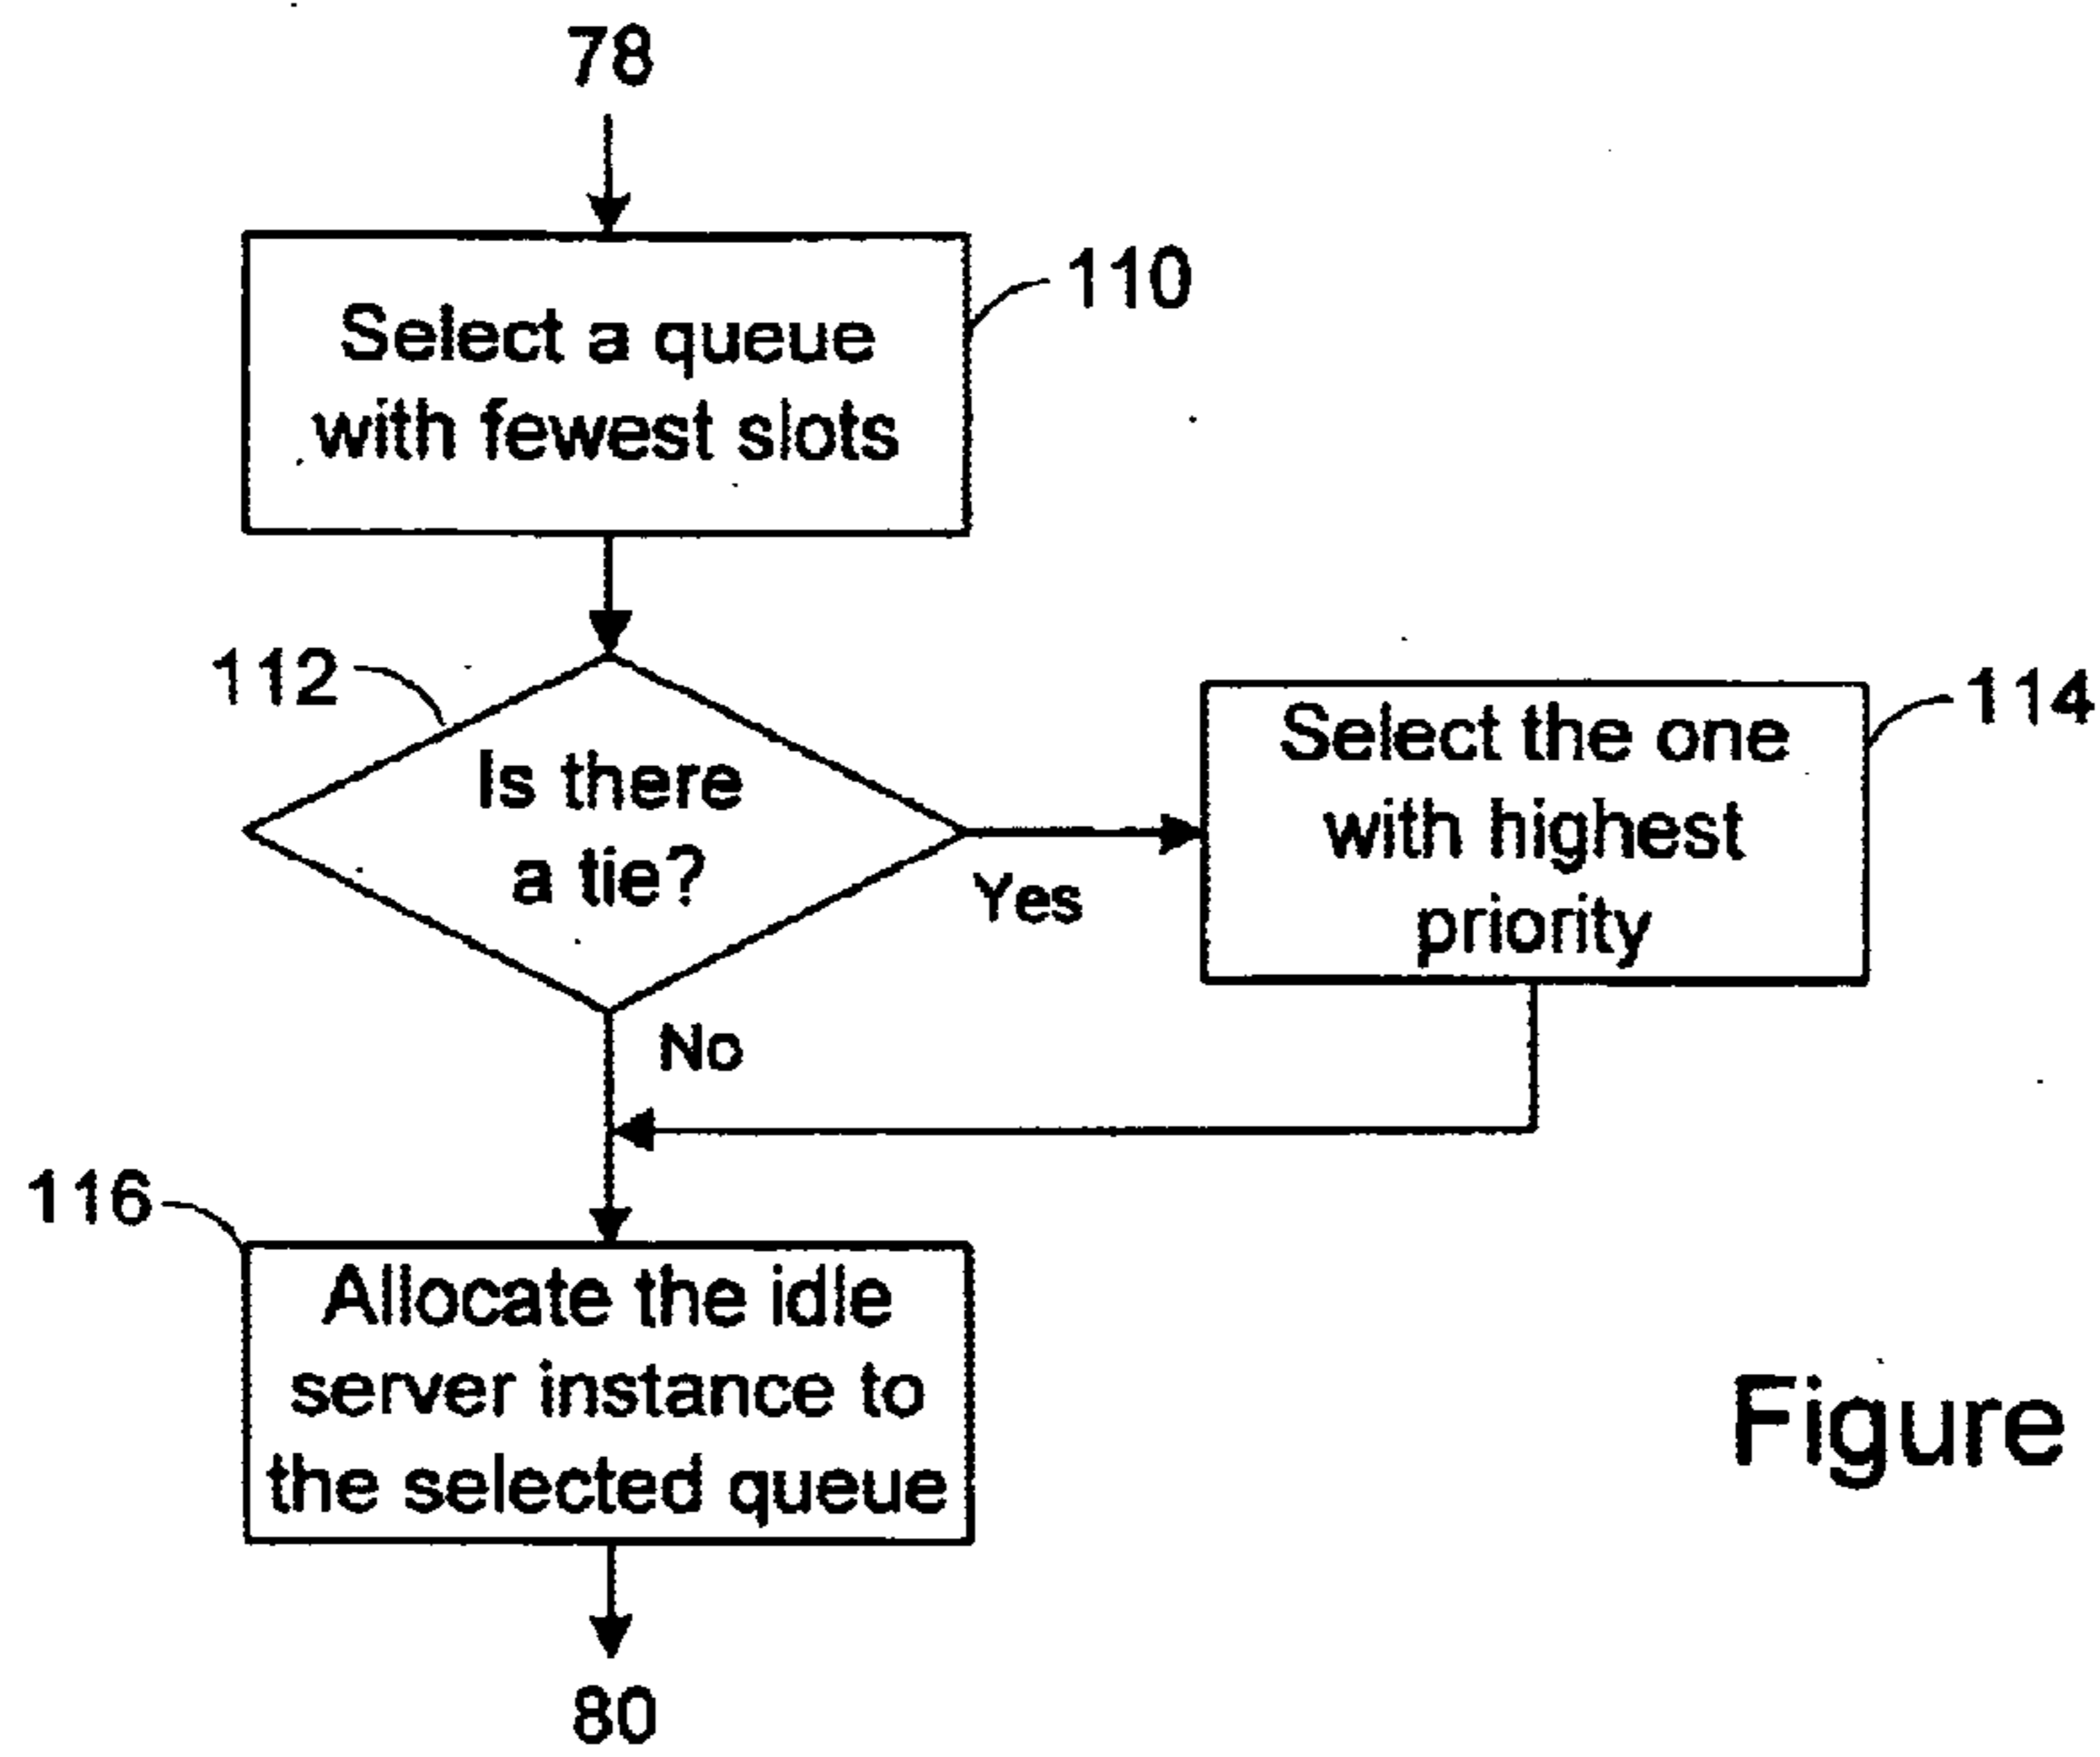 78
Select a queue
with fewest slots
110
112
Is there
a tie?
Yes
Select the one
with highest
priority
114
No
116
Allocate the idle
server instance to
the selected queue
80
Figure